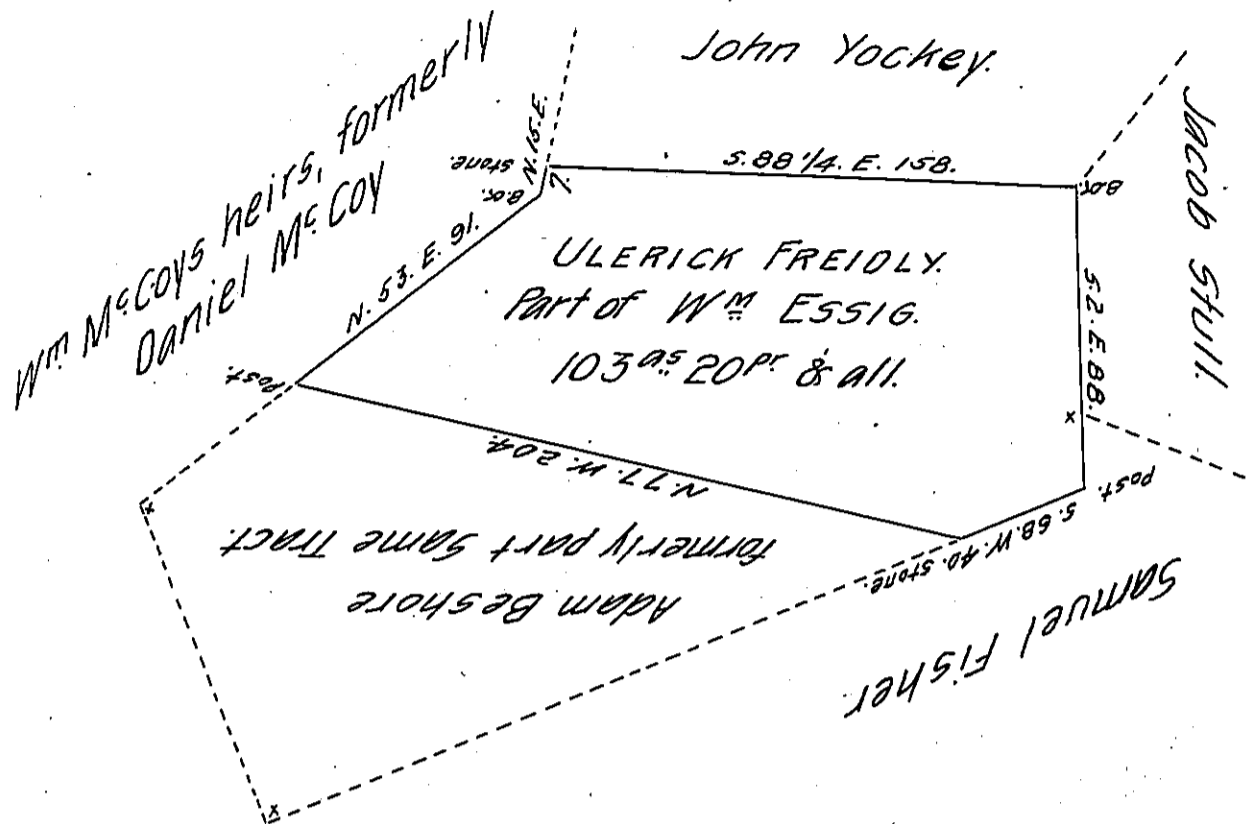 John Yockey.
Wm McCoys heirs, formerly
Daniel McCoy
N. 15. E.
stone
B.o.
7.
S. 88 1/4. E. 158.
B.o.
Jacob Stull.
N. 53. E. 91.
ULERICK FREIDLY.
Part of Wm ESSIG.
103as 20pr & all.
S. 2. E. 88.
x
Post.
N. 77. W. 204.
Post.
S. 68. W. 40. stone.
Adam Beshore
formerly part Same Tract.
Samuel Fisher.
x
x